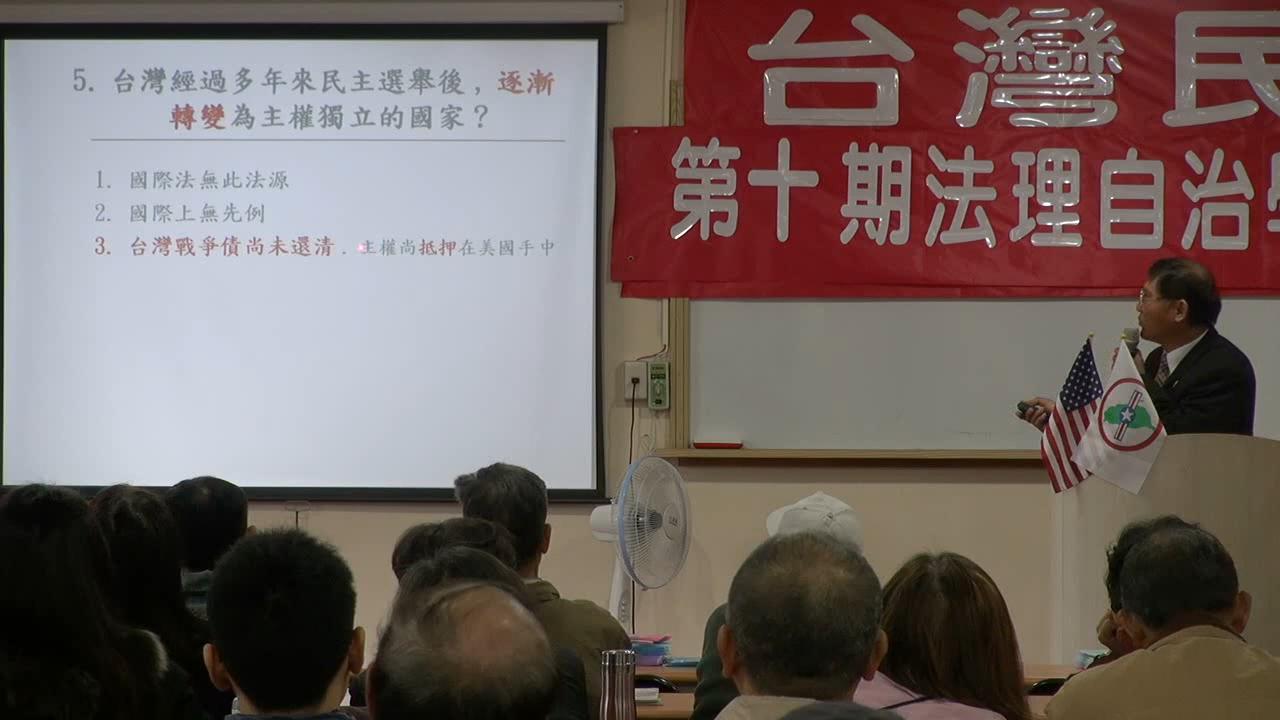 5. 台灣經過多年來民主選舉後，逐漸
轉變為主權獨立的國家？
1. 國際法無此法源
2. 國際上無先例
3. 台灣戰爭債尚未還清．主權尚抵押在美國手中
台灣民
第十期法理自治學